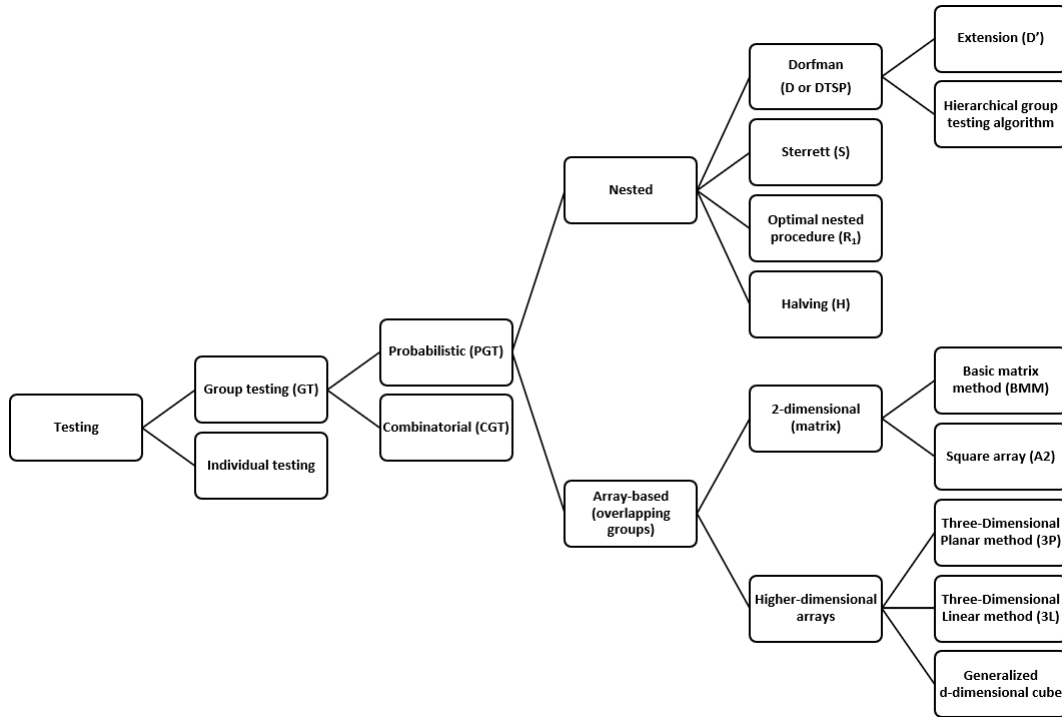 Testing
Group testing (GT)
Individual testing
Probabilistic (PGT)
Combinatorial (CGT)
Nested
Array-based
(overlapping
groups)
Dorfman
(D or DTSP)
Sterrett (S)
Optimal nested
procedure (R₁)
Halving (H)
2-dimensional
(matrix)
Higher-dimensional
arrays
Extension (D’)
Hierarchical group
testing algorithm
Basic matrix
method (BMM)
Square array (A2)
Three-Dimensional
Planar method (3P)
Three-Dimensional
Linear method (3L)
Generalized
d-dimensional cube